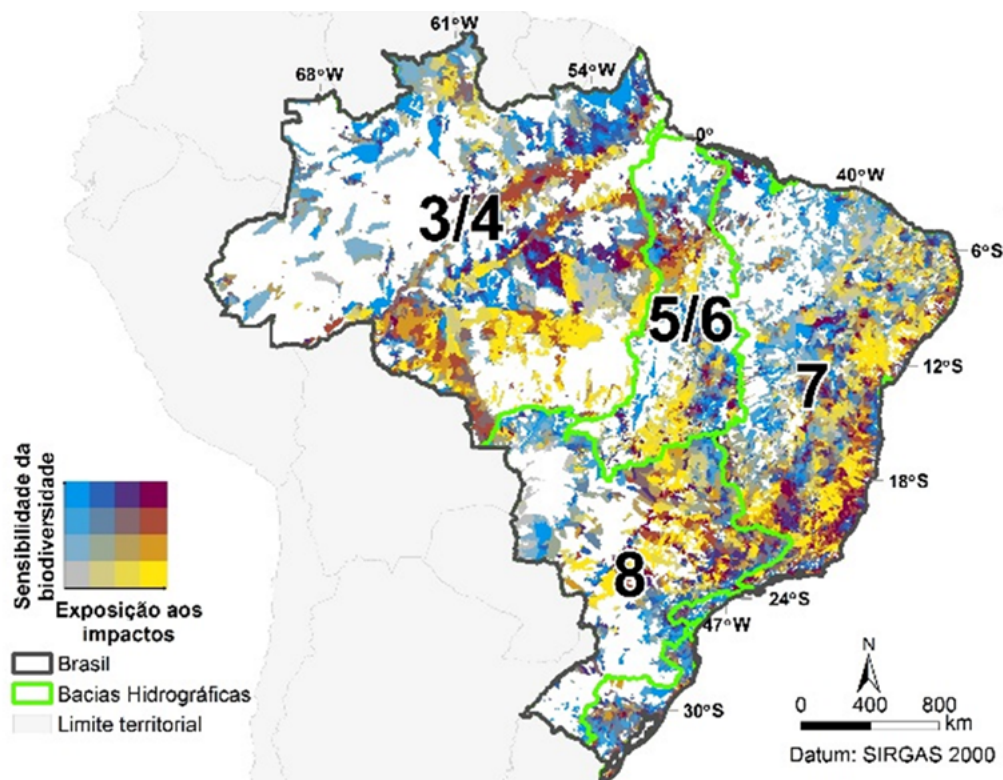 61°W
68°W
54°W
0°
40°W
3/4
6°S
5/6
7
12°S
18°S
8
24°S
47°W
30°S
Sensibilidade da
biodiversidade
Exposição aos
impactos
Brasil
Bacias Hidrográficas
Limite territorial
N
0 400 800
km
Datum: SIRGAS 2000